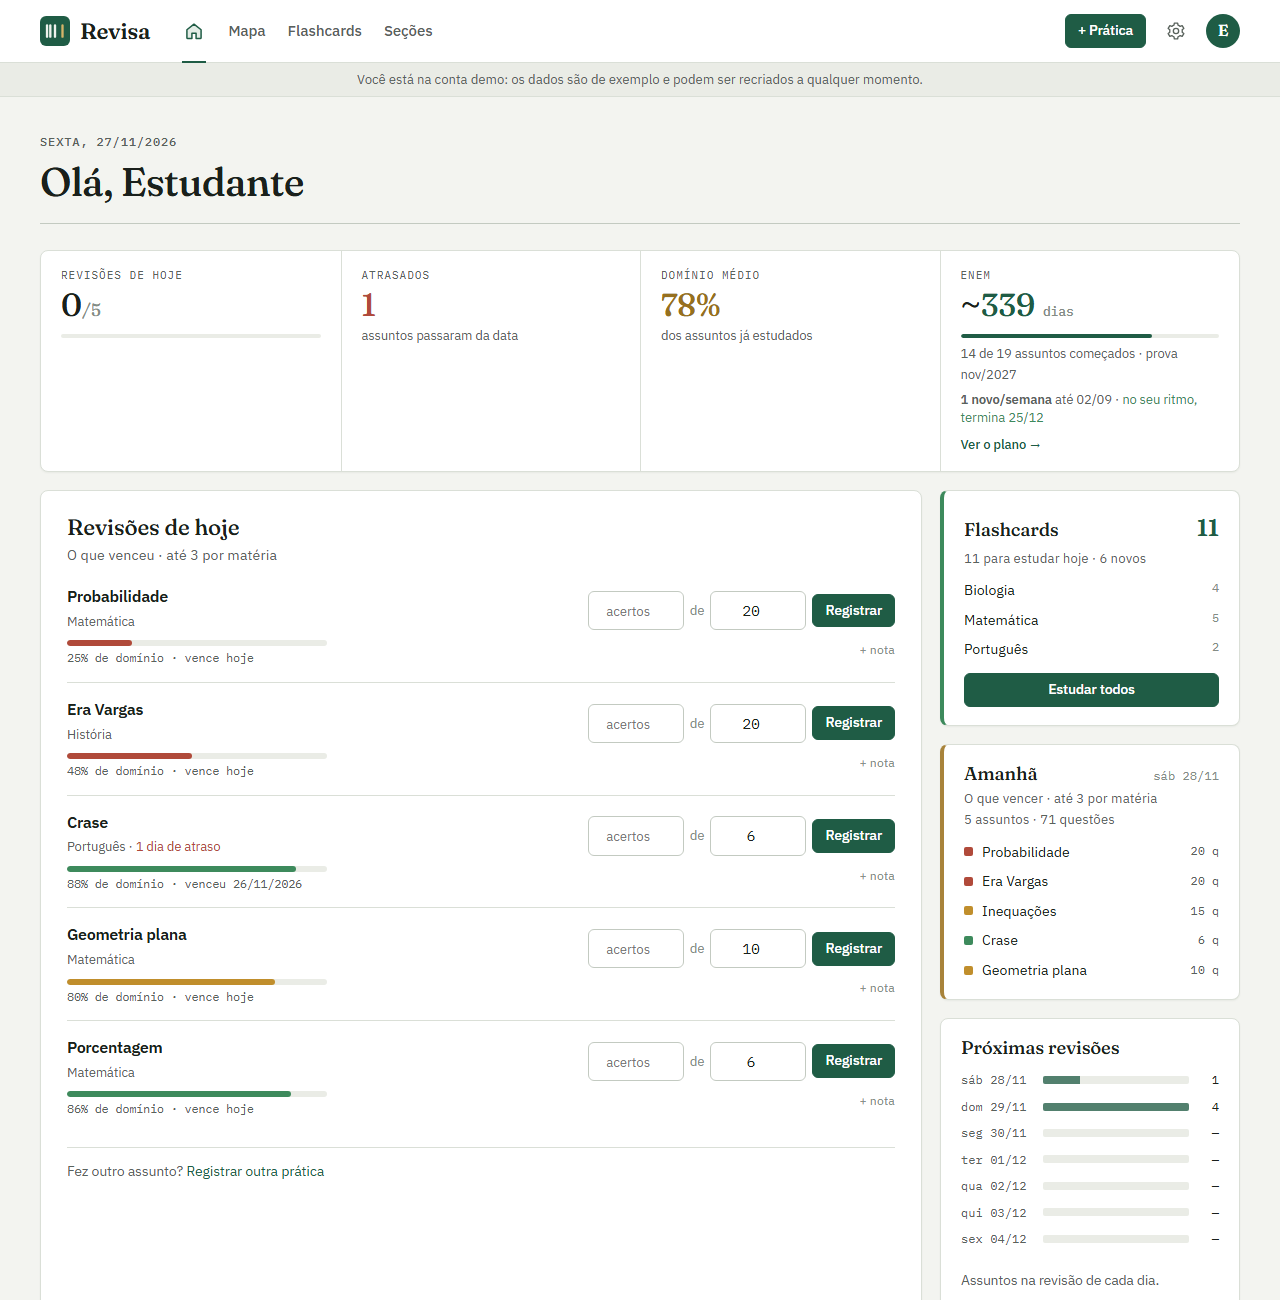 Revisa
Mapa
Flashcards
Seções
+ Prática
E
Você está na conta demo: os dados são de exemplo e podem ser recriados a qualquer momento.
SEXTA, 27/11/2026
Olá, Estudante
REVISÕES DE HOJE
0/5
ATRASADOS
1
assuntos passaram da data
DOMÍNIO MÉDIO
78%
dos assuntos já estudados
ENEM
~339 dias
14 de 19 assuntos começados · prova
nov/2027
1 novo/semana até 02/09 · no seu ritmo,
termina 25/12
Ver o plano →
Revisões de hoje
O que venceu · até 3 por matéria
Probabilidade
Matemática
25% de domínio · vence hoje
acertos de 20 Registrar
+ nota
Era Vargas
História
48% de domínio · vence hoje
acertos de 20 Registrar
+ nota
Crase
Português · 1 dia de atraso
88% de domínio · venceu 26/11/2026
acertos de 6 Registrar
+ nota
Geometria plana
Matemática
80% de domínio · vence hoje
acertos de 10 Registrar
+ nota
Porcentagem
Matemática
86% de domínio · vence hoje
acertos de 6 Registrar
+ nota
Fez outro assunto? Registrar outra prática
Flashcards 11
11 para estudar hoje · 6 novos
Biologia 4
Matemática 5
Português 2
Estudar todos
Amanhã sáb 28/11
O que vencer · até 3 por matéria
5 assuntos · 71 questões
Probabilidade 20 q
Era Vargas 20 q
Inequações 15 q
Crase 6 q
Geometria plana 10 q
Próximas revisões
sáb 28/11 1
dom 29/11 4
seg 30/11 –
ter 01/12 –
qua 02/12 –
qui 03/12 –
sex 04/12 –
Assuntos na revisão de cada dia.